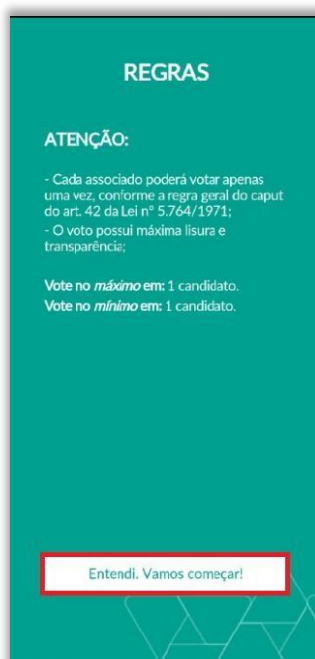 REGRAS
ATENÇÃO:
- Cada associado poderá votar apenas
uma vez, conforme a regra geral do caput
do art. 42 da Lei nº 5.764/1971;
- O voto possui máxima lisura e
transparência;
Vote no máximo em: 1 candidato.
Vote no mínimo em: 1 candidato.
Entendi. Vamos começar!